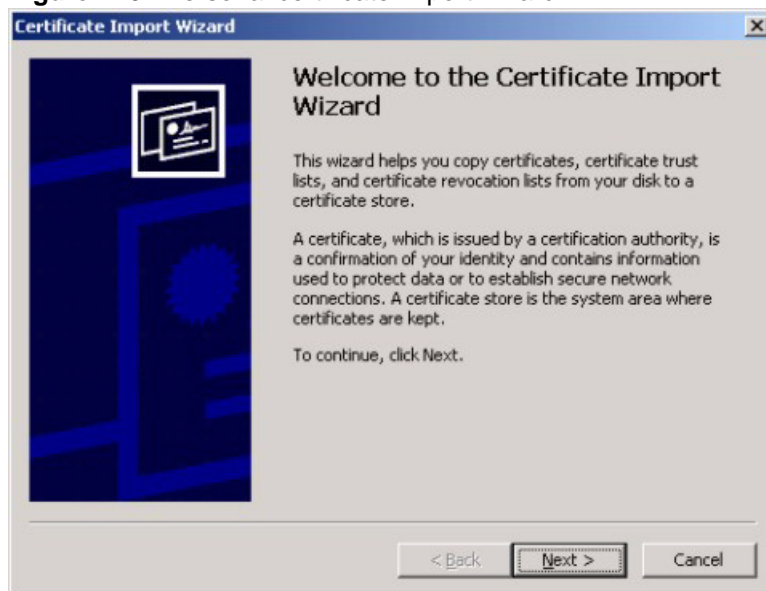 Certificate Import Wizard
Welcome to the Certificate Import
Wizard
This wizard helps you copy certificates, certificate trust
lists, and certificate revocation lists from your disk to a
certificate store.
A certificate, which is issued by a certification authority, is
a confirmation of your identity and contains information
used to protect data or to establish secure network
connections. A certificate store is the system area where
certificates are kept.
To continue, click Next.
< Back
Next >
Cancel